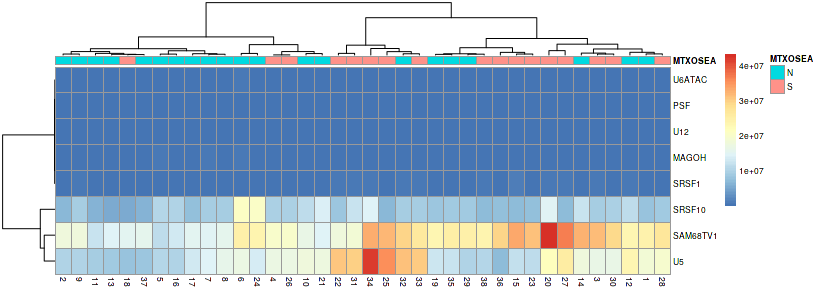 MTXOSEA
U6ATAC
PSF
U12
MAGOH
SRSF1
SRSF10
SAM68TV1
U5
2 9 11 13 18 37 5 16 17 7 8 6 24 4 26 10 21 22 31 34 25 32 33 19 35 29 38 36 15 23 20 27 14 3 30 12 1 28
4e+07
3e+07
2e+07
1e+07
MTXOSEA
N
S